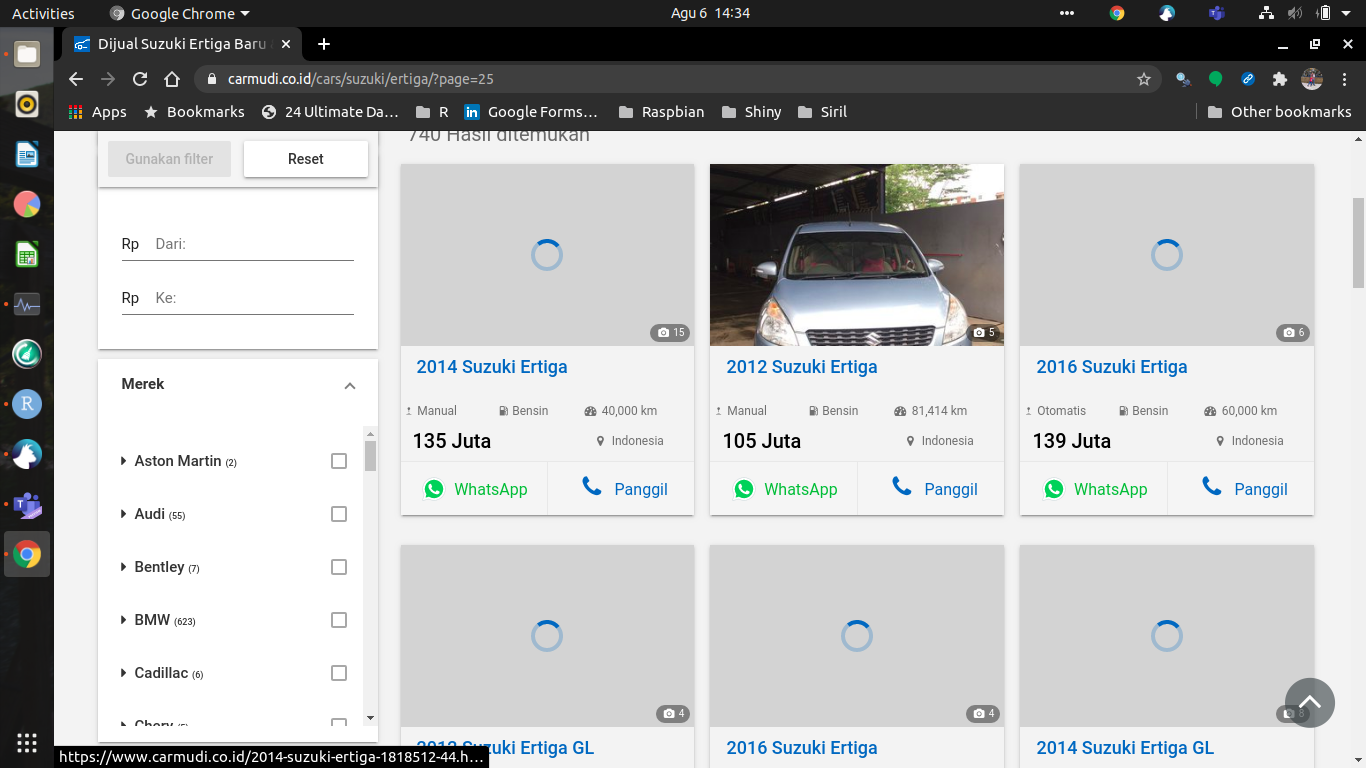 Activities
Google Chrome
Agu 6 14:34
Dijual Suzuki Ertiga Baru
carmudi.co.id/cars/suzuki/ertiga/?page=25
Apps
Bookmarks
24 Ultimate Da...
R
Google Forms...
Raspbian
Shiny
Siril
Other bookmarks
740 Hasil ditemukan
Gunakan filter
Reset
Rp Dari:
Rp Ke:
Merek
Aston Martin (2)
Audi (55)
Bentley (7)
BMW (623)
Cadillac (6)
Chery (5)
15
2014 Suzuki Ertiga
Manual Bensin 40,000 km
135 Juta Indonesia
WhatsApp Panggil
5
2012 Suzuki Ertiga
Manual Bensin 81,414 km
105 Juta Indonesia
WhatsApp Panggil
6
2016 Suzuki Ertiga
Otomatis Bensin 60,000 km
139 Juta Indonesia
WhatsApp Panggil
4
Suzuki Ertiga GL
4
2016 Suzuki Ertiga
8
2014 Suzuki Ertiga GL
https://www.carmudi.co.id/2014-suzuki-ertiga-1818512-44.h...